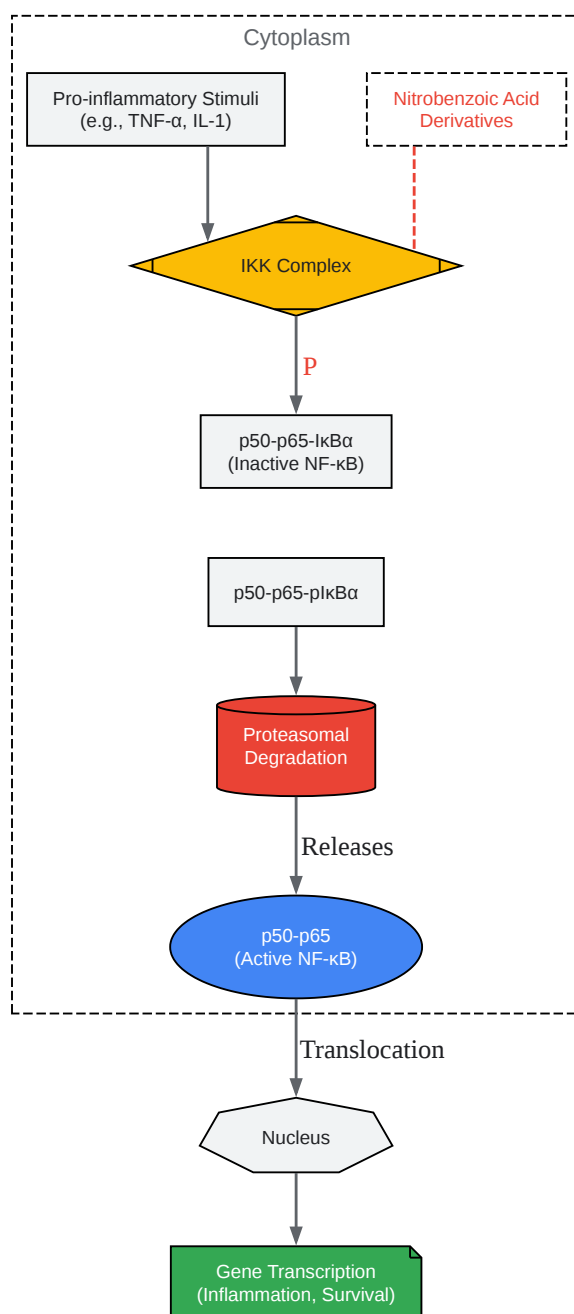 Cytoplasm
Pro-inflammatory Stimuli
(e.g., TNF-α, IL-1)
Nitrobenzoic Acid
Derivatives
IKK Complex
P
p50-p65-IκBα
(Inactive NF-κB)
p50-p65-pIκBα
Proteasomal
Degradation
Releases
p50-p65
(Active NF-κB)
Translocation
Nucleus
Gene Transcription
(Inflammation, Survival)